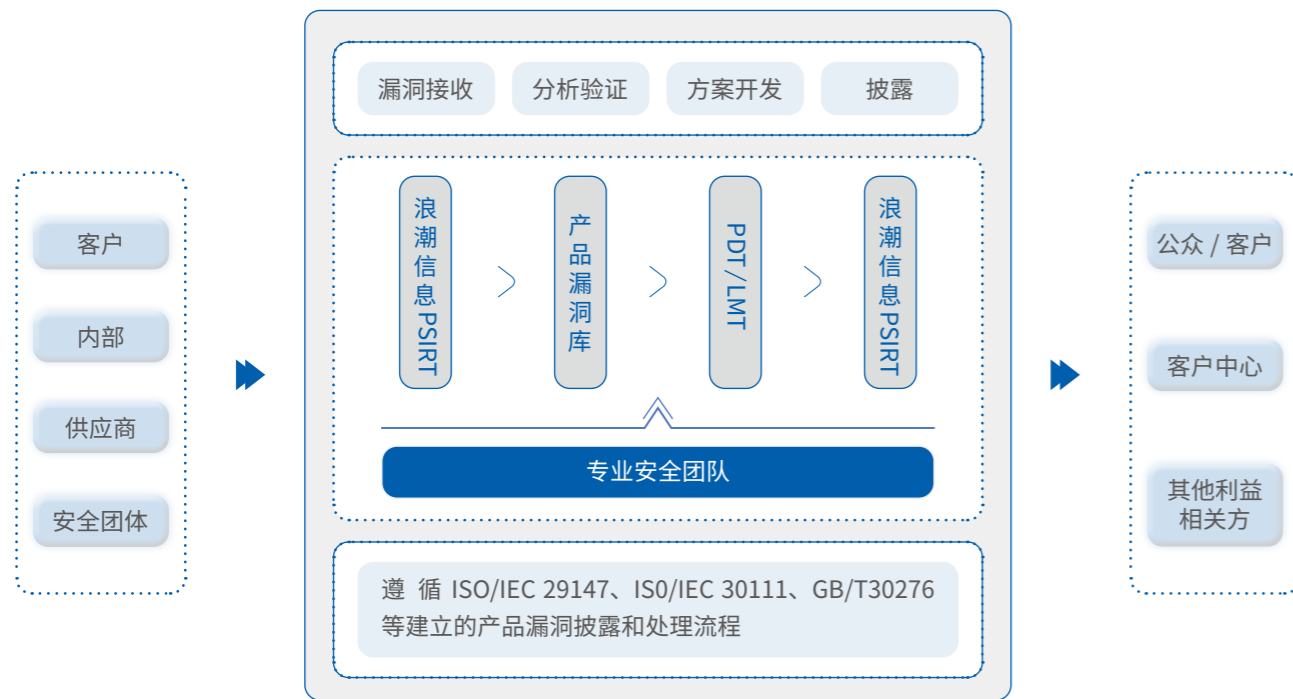 漏洞接收
分析验证
方案开发
披露
客户
内部
供应商
安全团体
浪潮信息PSIRT
产品漏洞库
PDT/LMT
浪潮信息PSIRT
专业安全团队
遵 循 ISO/IEC 29147、IS0/IEC 30111、GB/T30276
等建立的产品漏洞披露和处理流程
公众 / 客户
客户中心
其他利益
相关方